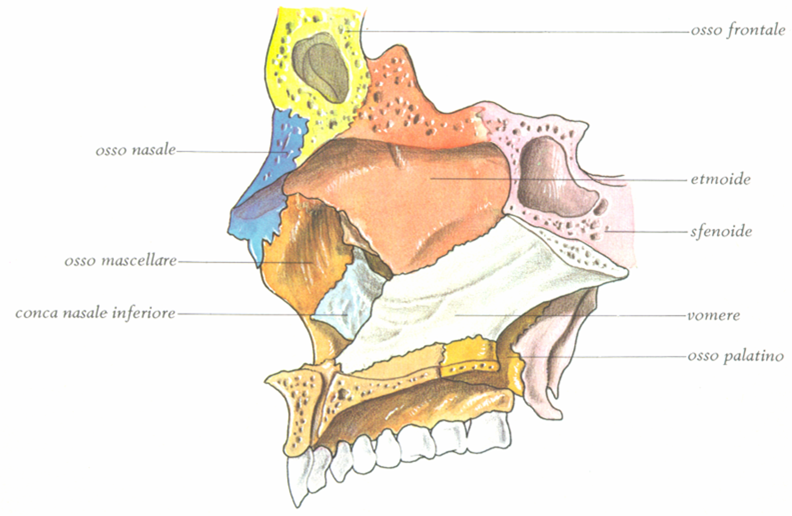 osso frontale
osso nasale
etmoide
sfenoide
osso mascellare
conca nasale inferiore
vomere
osso palatino